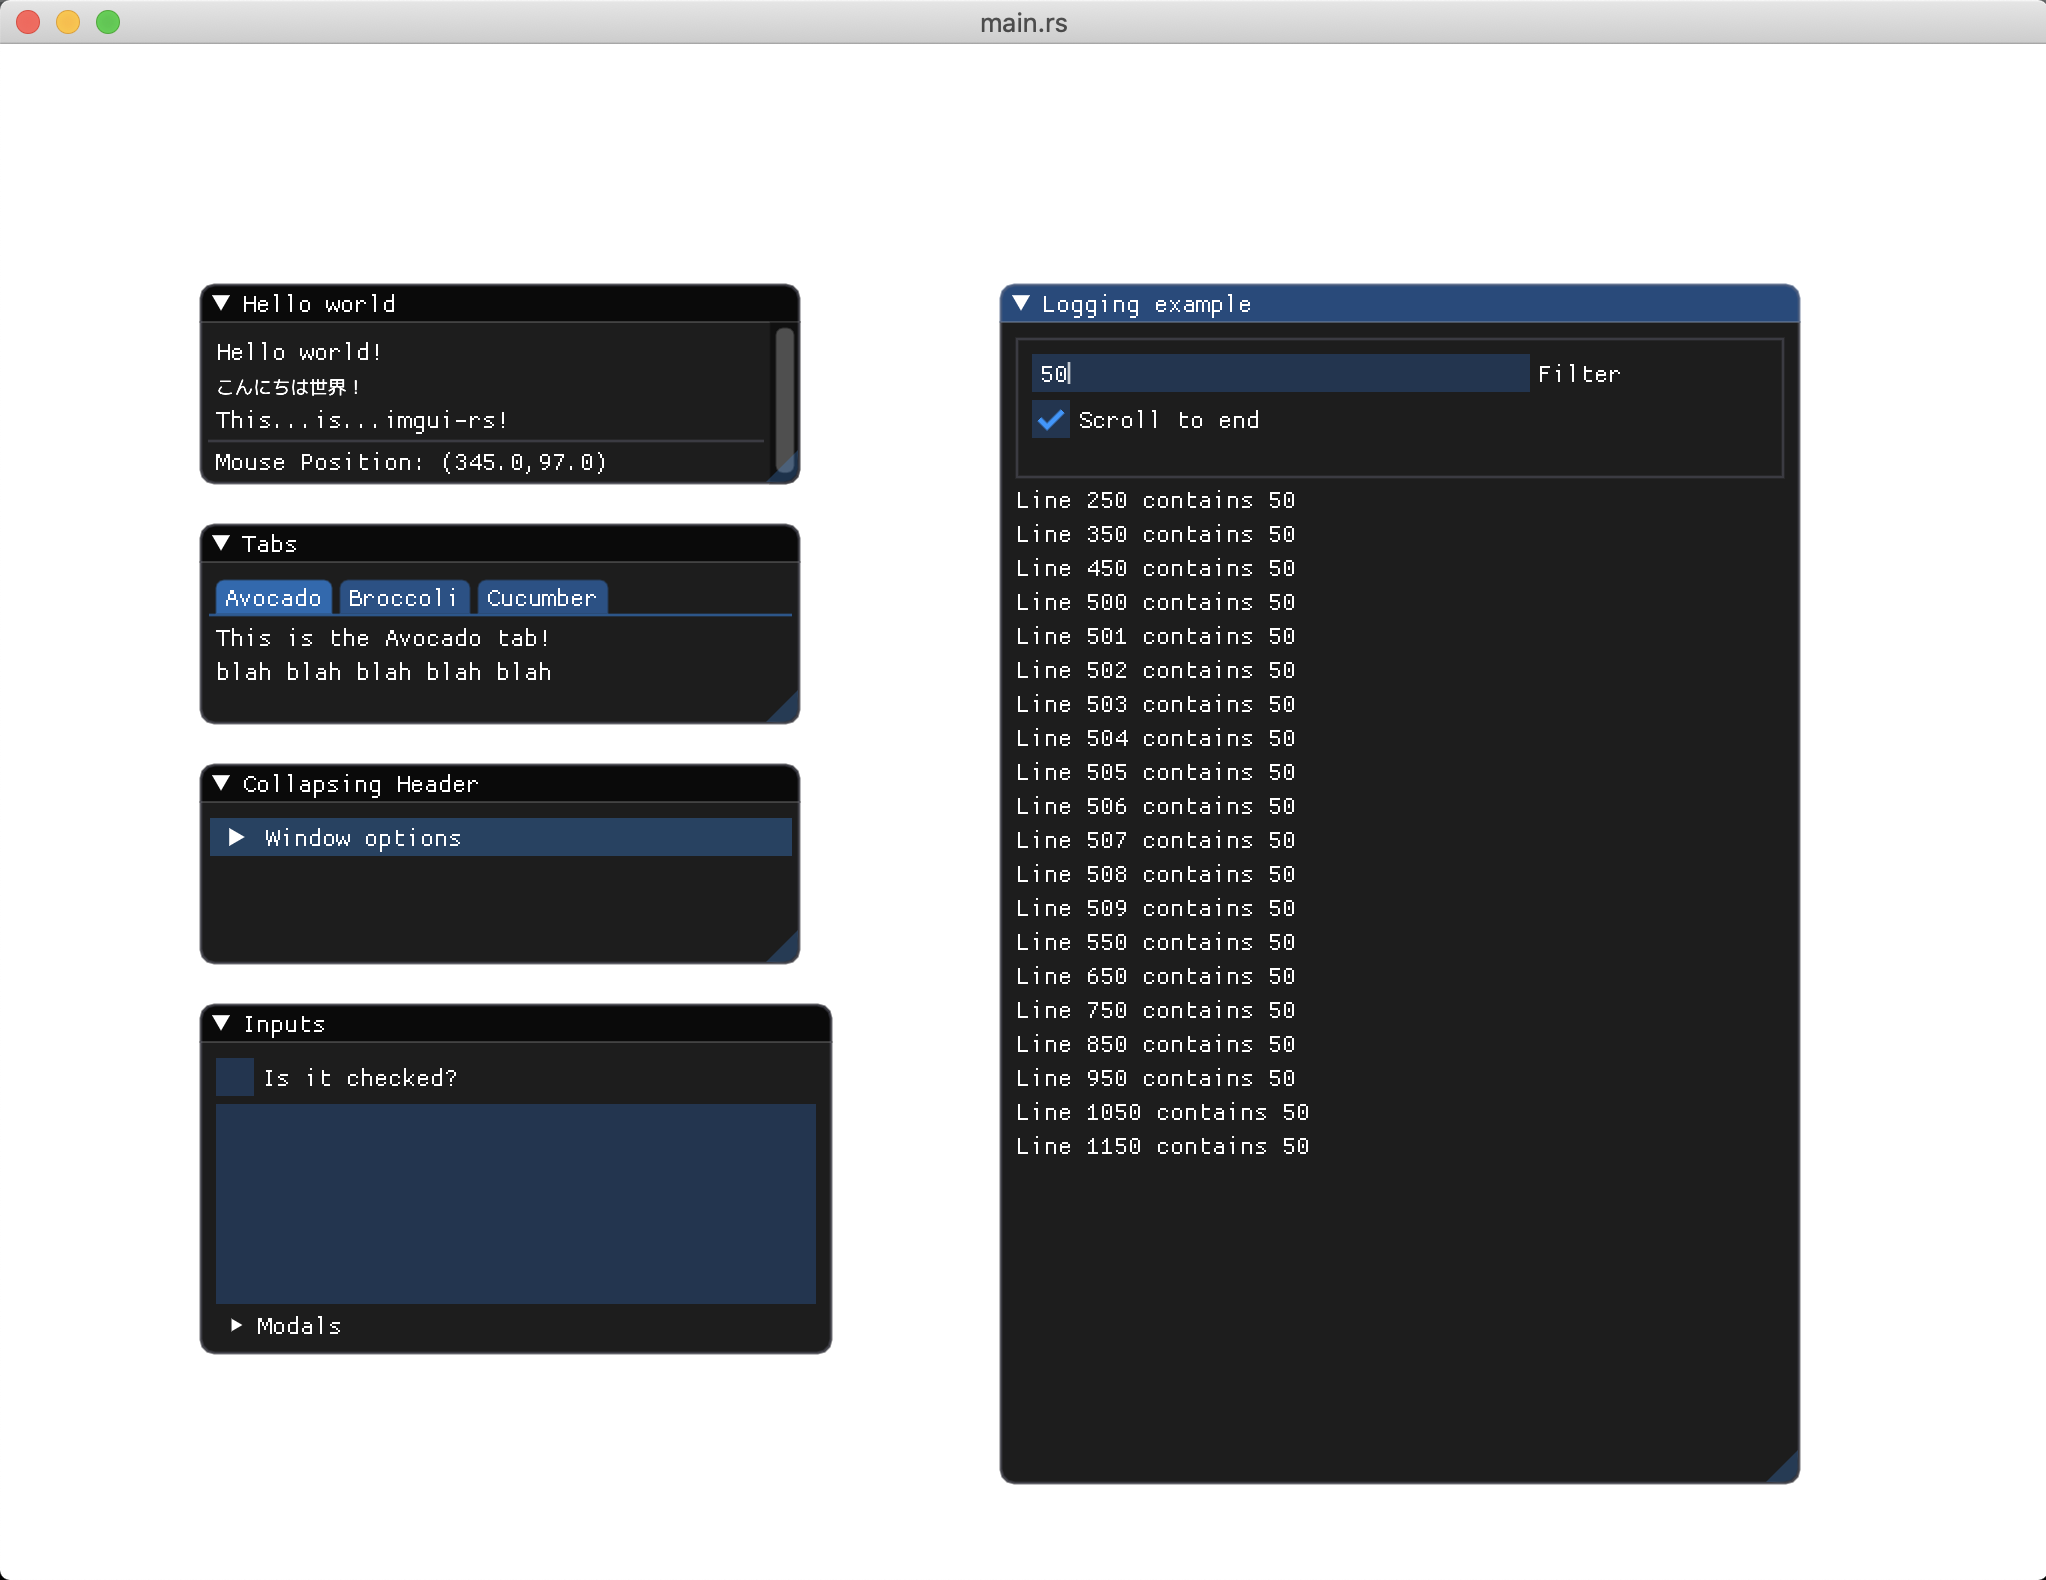 main.rs
Hello world
Hello world!
こんにちは世界！
This...is...imgui-rs!
Mouse Position: (345.0,97.0)
Tabs
Avocado Broccoli Cucumber
This is the Avocado tab!
blah blah blah blah blah
Collapsing Header
Window options
Inputs
Is it checked?
Modals
Logging example
50 Filter
Scroll to end
Line 250 contains 50
Line 350 contains 50
Line 450 contains 50
Line 500 contains 50
Line 501 contains 50
Line 502 contains 50
Line 503 contains 50
Line 504 contains 50
Line 505 contains 50
Line 506 contains 50
Line 507 contains 50
Line 508 contains 50
Line 509 contains 50
Line 550 contains 50
Line 650 contains 50
Line 750 contains 50
Line 850 contains 50
Line 950 contains 50
Line 1050 contains 50
Line 1150 contains 50